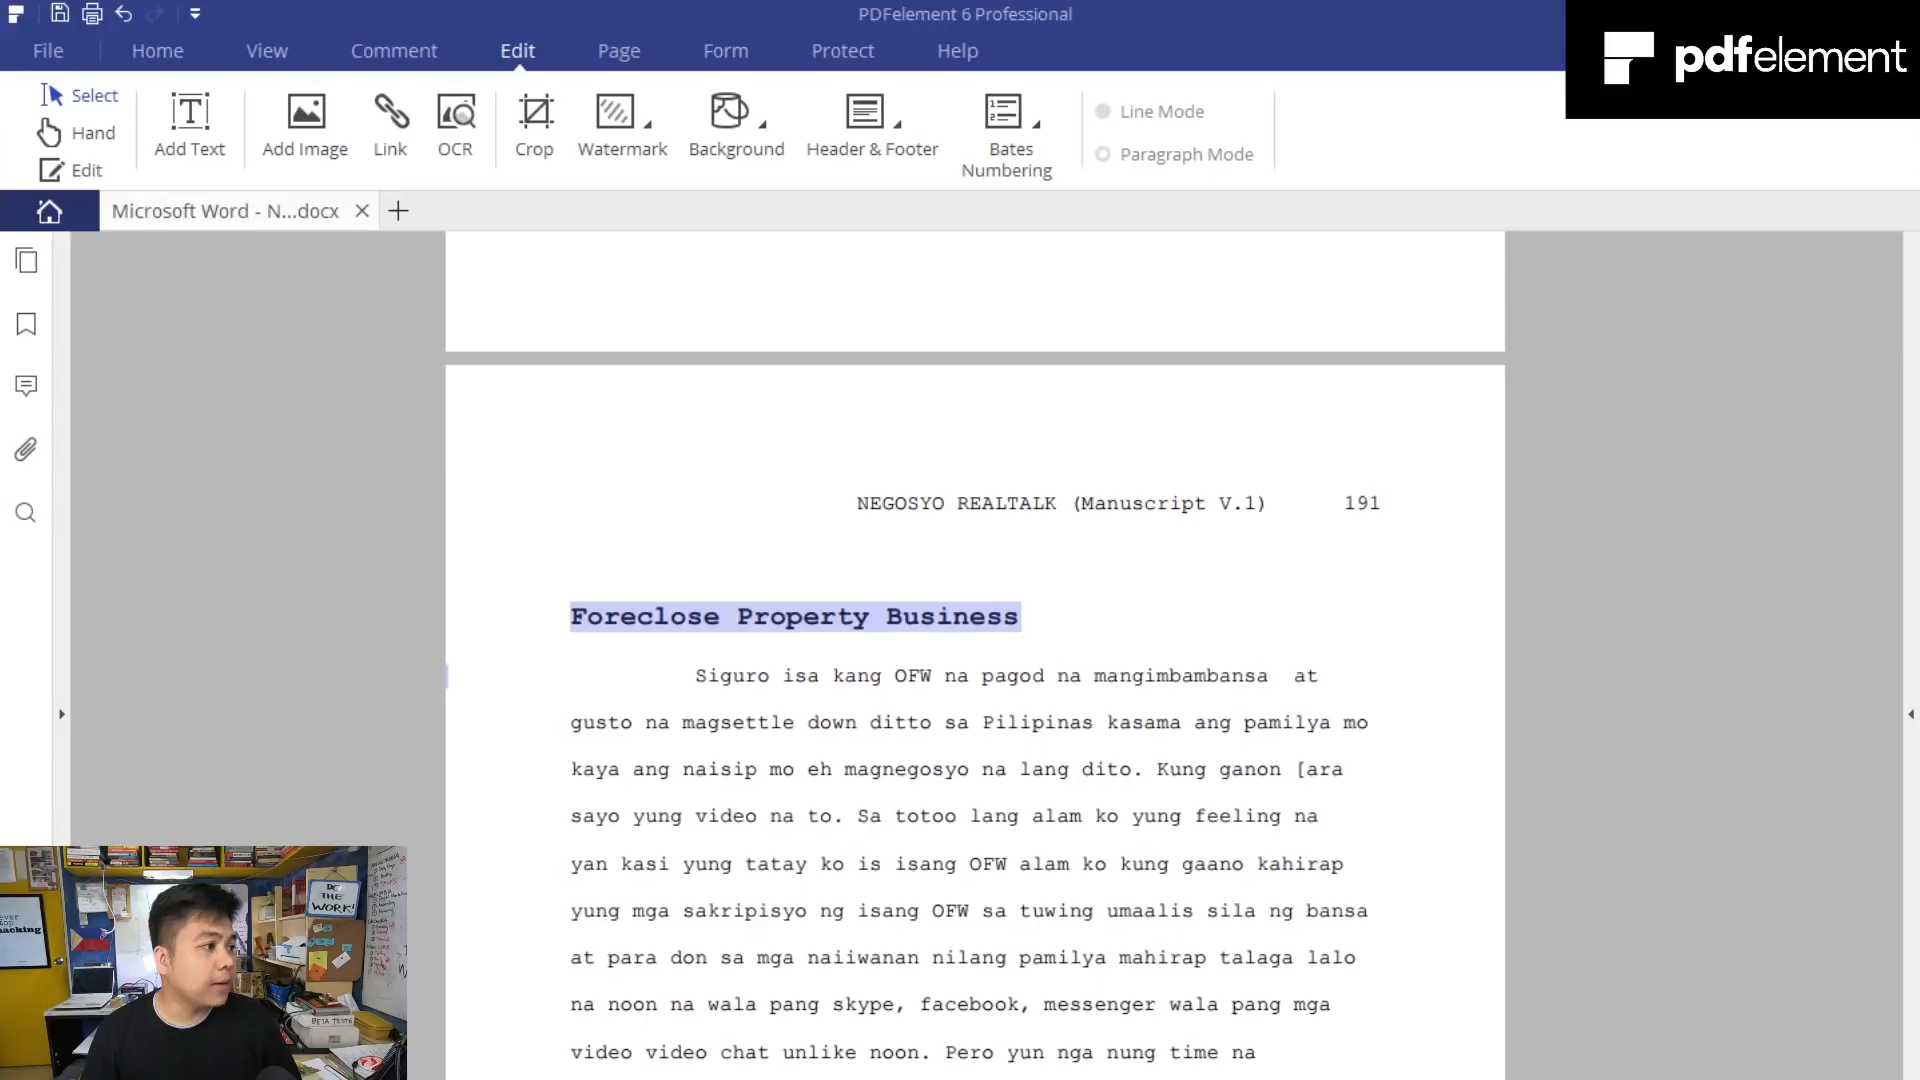 PDFelement 6 Professional
File Home View Comment Edit Page Form Protect Help
pdfelement
Select
Hand
Edit
Add Text
Add Image
Link
OCR
Crop
Watermark
Background
Header & Footer
Bates
Numbering
Line Mode
Paragraph Mode
Microsoft Word - N...docx
NEGOSYO REALTALK (Manuscript V.1) 191
Foreclose Property Business
Siguro isa kang OFW na pagod na mangimbambansa at
gusto na magsettle down ditto sa Pilipinas kasama ang pamilya mo
kaya ang naisip mo eh magnegosyo na lang dito. Kung ganon [ara
sayo yung video na to. Sa totoo lang alam ko yung feeling na
yan kasi yung tatay ko is isang OFW alam ko kung gaano kahirap
yung mga sakripisyo ng isang OFW sa tuwing umaalis sila ng bansa
at para don sa mga naiiwanan nilang pamilya mahirap talaga lalo
na noon na wala pang skype, facebook, messenger wala pang mga
video video chat unlike noon. Pero yun nga nung time na
THE
WORK!